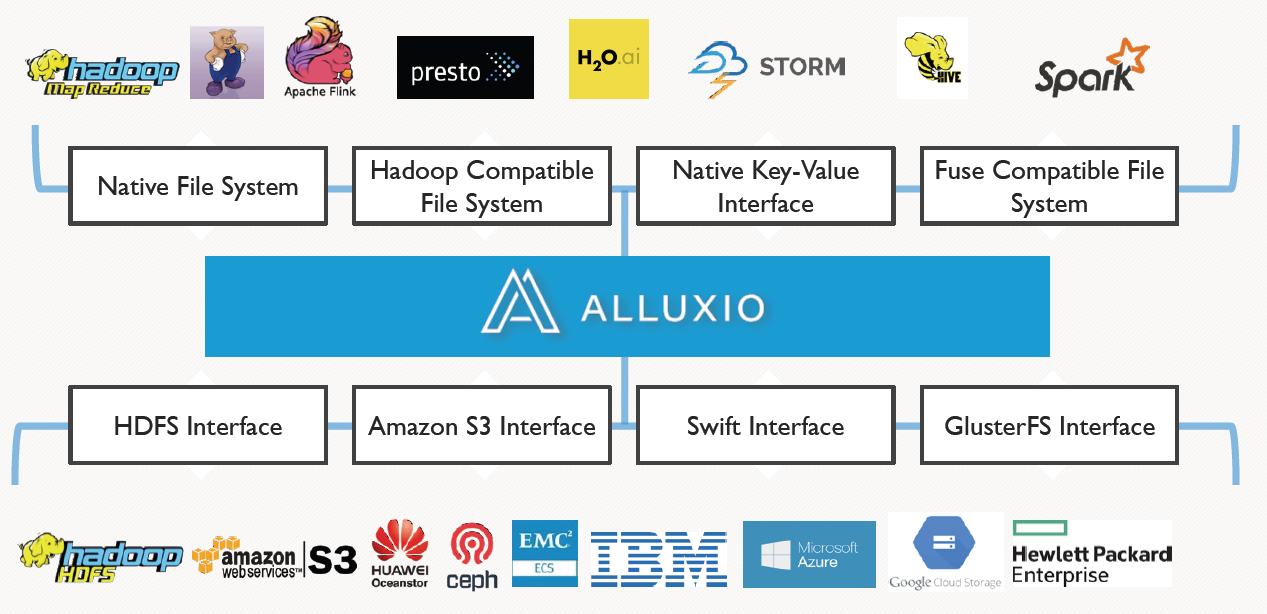 hadoop
Map Reduce
Apache Flink
presto
H2O.ai
STORM
HIVE
Spark
Native File System
Hadoop Compatible
File System
Native Key-Value
Interface
Fuse Compatible File
System
ALLUXIO
HDFS Interface
Amazon S3 Interface
Swift Interface
GlusterFS Interface
hadoop
HDFS
amazon
web services™
S3
HUAWEI
Oceanstor
ceph
EMC²
ECS
IBM
Microsoft
Azure
Google Cloud Storage
Hewlett Packard
Enterprise